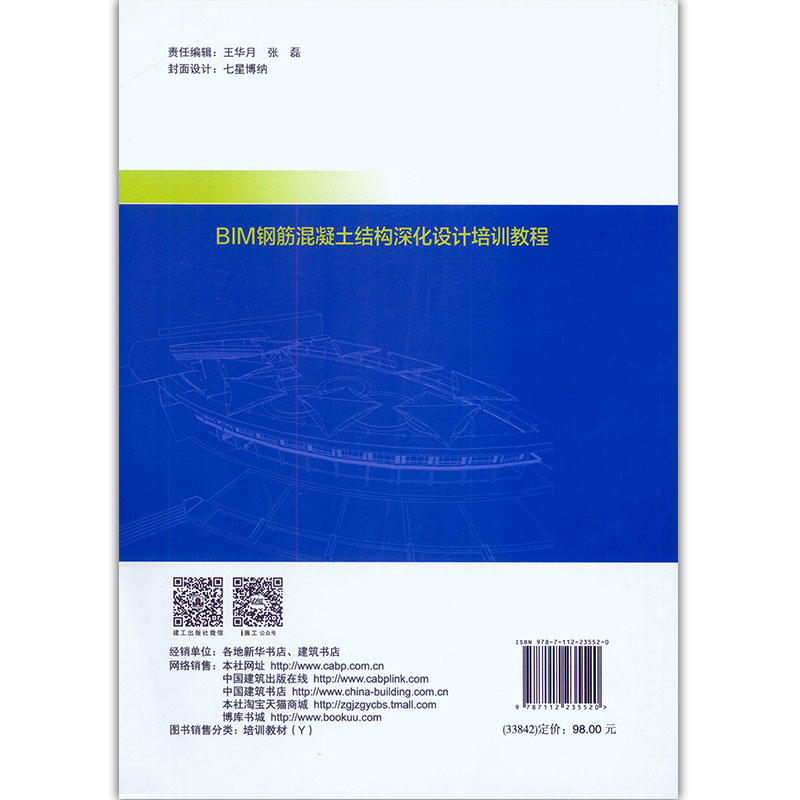 责任编辑：王华月 张 磊
封面设计：七星博纳
BIM钢筋混凝土结构深化设计培训教程
建工出版社微信
i施工 公众号
经销单位：各地新华书店、建筑书店
网络销售：本社网址 http://www.cabp.com.cn
中国建筑出版在线 http://www.cabplink.com
中国建筑书店 http://www.china-building.com.cn
本社淘宝天猫商城 http://zgjzgycbs.tmall.com
博库书城 http://www.bookuu.com
图书销售分类：培训教材（Y）
ISBN 978-7-112-23552-0
9 787112 235520>
(33842)定价：98.00 元